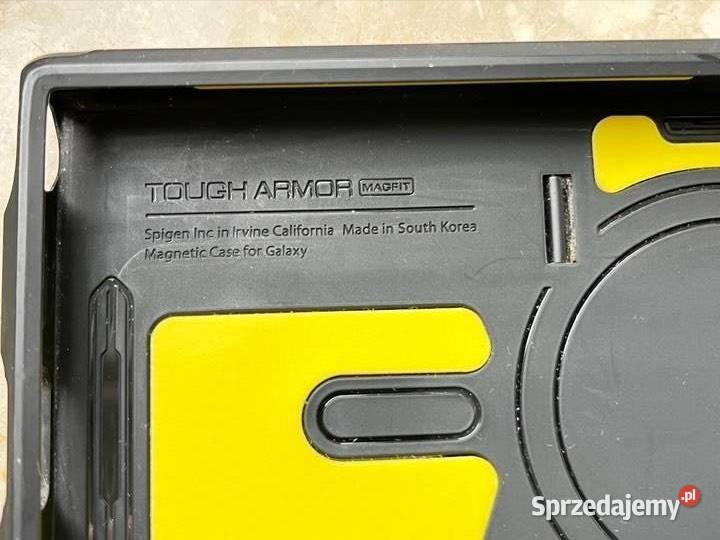 TOUGH ARMOR MAGFIT
Spigen Inc in Irvine California Made in South Korea
Magnetic Case for Galaxy
Sprzedajemy.pl